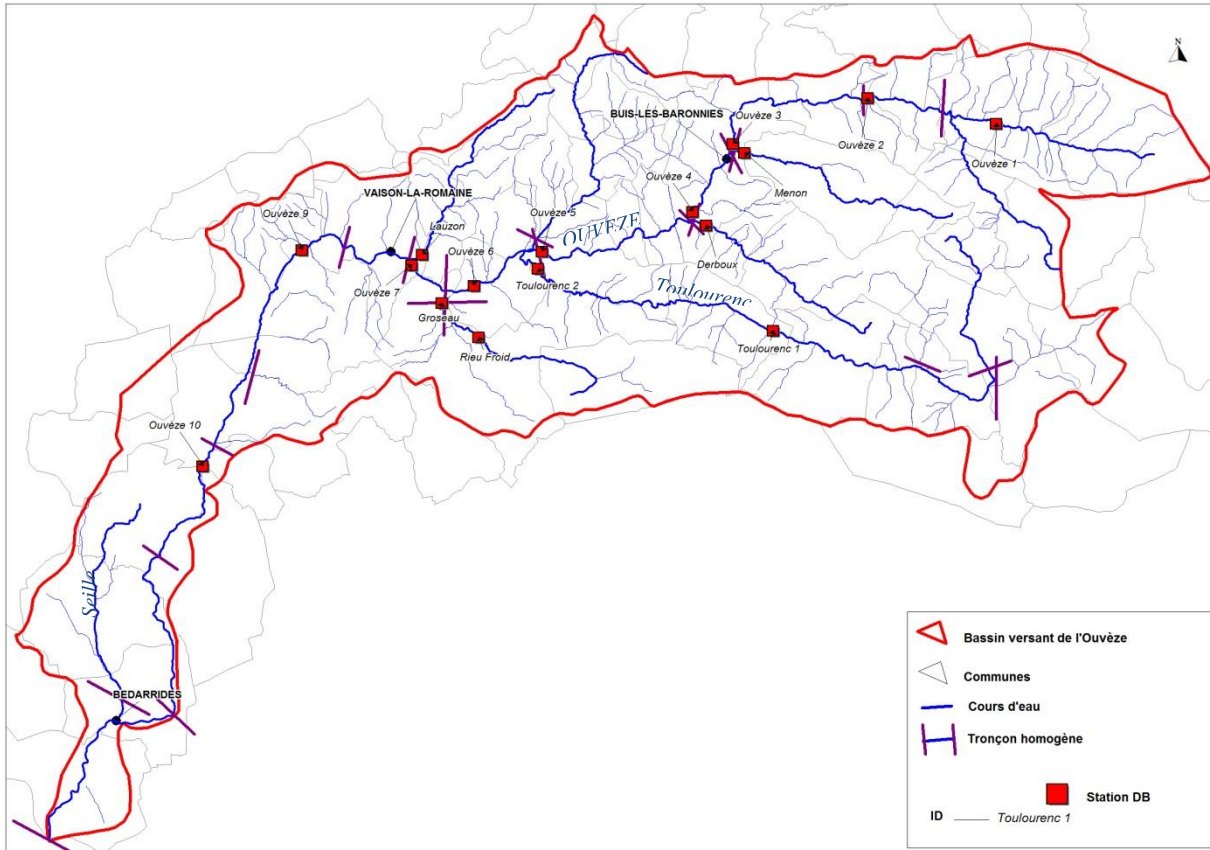 N
BUIS-LES-BARONNIES
Ouvèze 3
Ouvèze 2
Ouvèze 1
Menon
Ouvèze 4
VAISON-LA-ROMAINE
Ouvèze 9
Lauzon
Ouvèze 5
OUVEZE
Ouvèze 6
Derboux
Ouvèze 7
Toulourenc 2
Toulourenc
Groseau
Rieu Froid
Toulourenc 1
Ouvèze 10
Seille
BEDARRIDES
Bassin versant de l'Ouvèze
Communes
Cours d'eau
Tronçon homogène
Station DB
ID Toulourenc 1